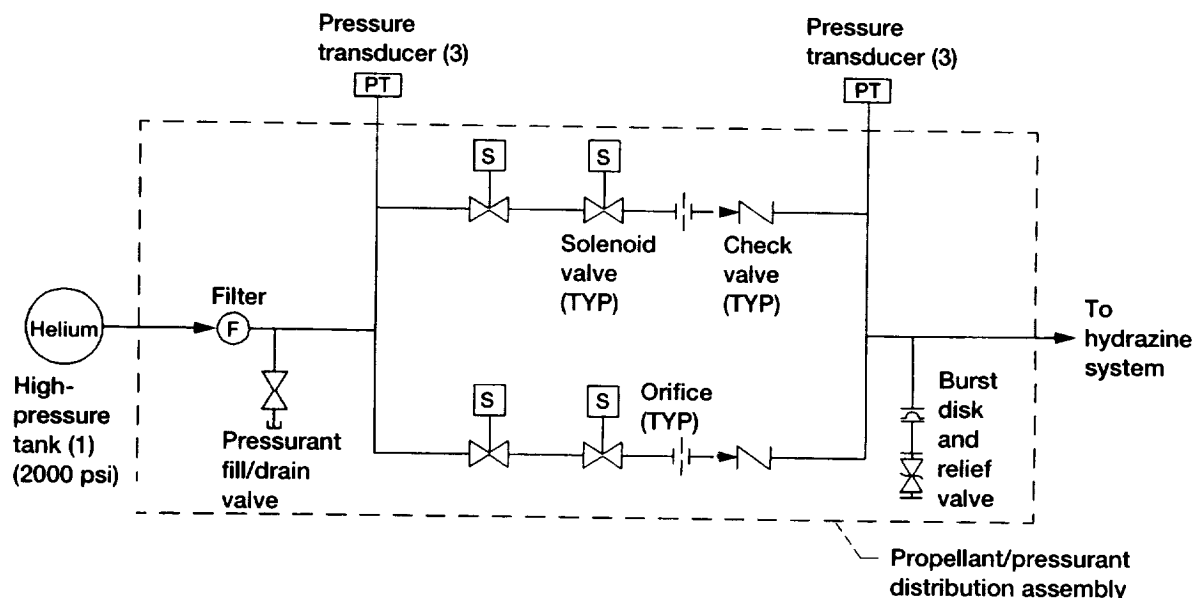 Pressure
transducer (3)
PT
Pressure
transducer (3)
PT
S
S
Solenoid
valve
(TYP)
Check
valve
(TYP)
Helium
Filter
F
High-
pressure
tank (1)
(2000 psi)
Pressurant
fill/drain
valve
S
S
Orifice
(TYP)
To
hydrazine
system
Burst
disk
and
relief
valve
Propellant/pressurant
distribution assembly